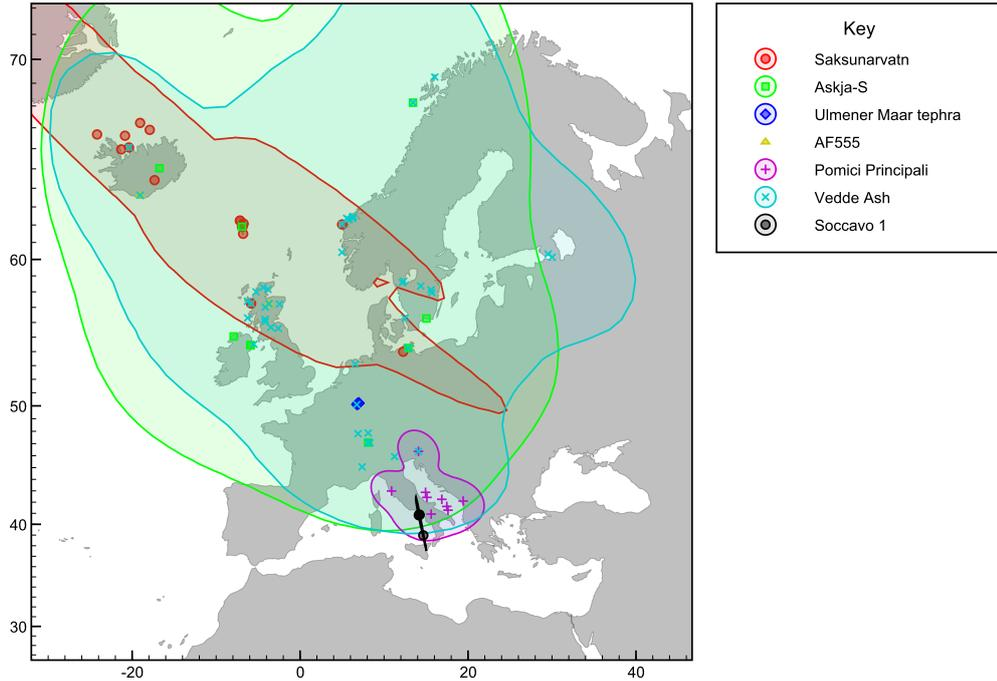 Key
Saksunarvatn
Askja-S
Ulmener Maar tephra
AF555
Pomici Principali
Vedde Ash
Soccavo 1
70
60
50
40
30
-20
0
20
40